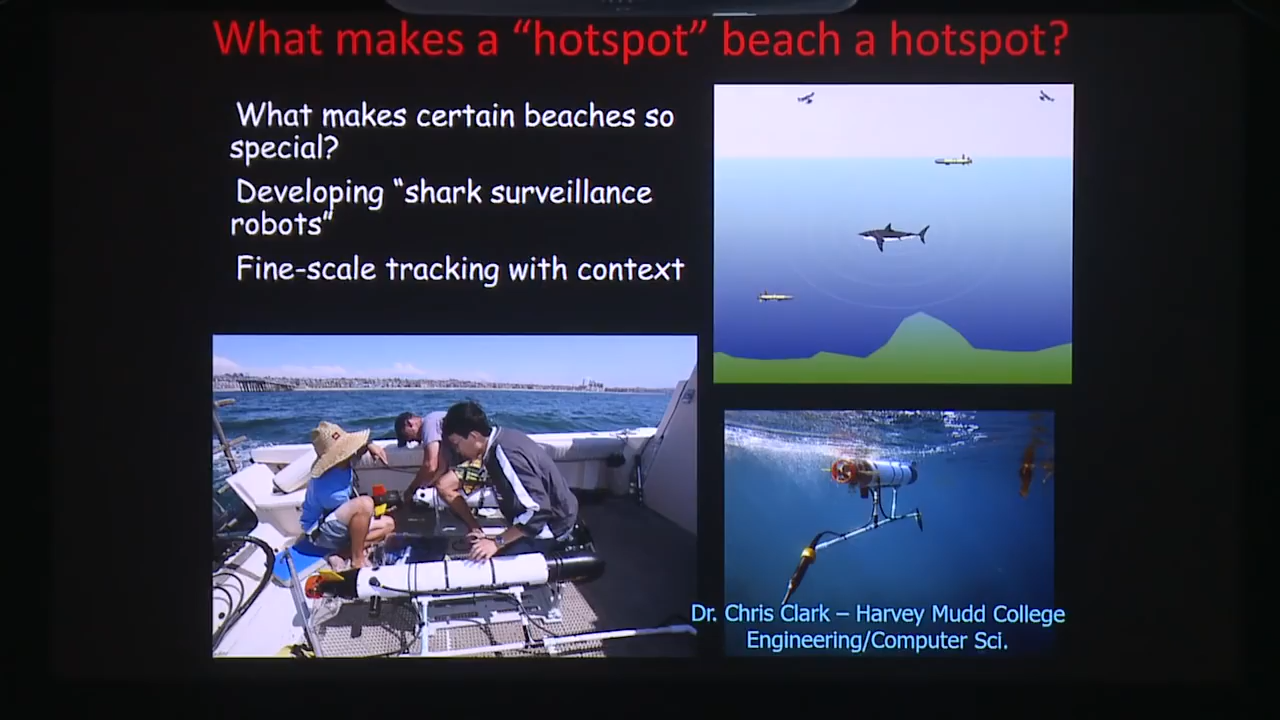 What makes a “hotspot” beach a hotspot?
What makes certain beaches so
special?
Developing “shark surveillance
robots”
Fine-scale tracking with context
Dr. Chris Clark – Harvey Mudd College
Engineering/Computer Sci.